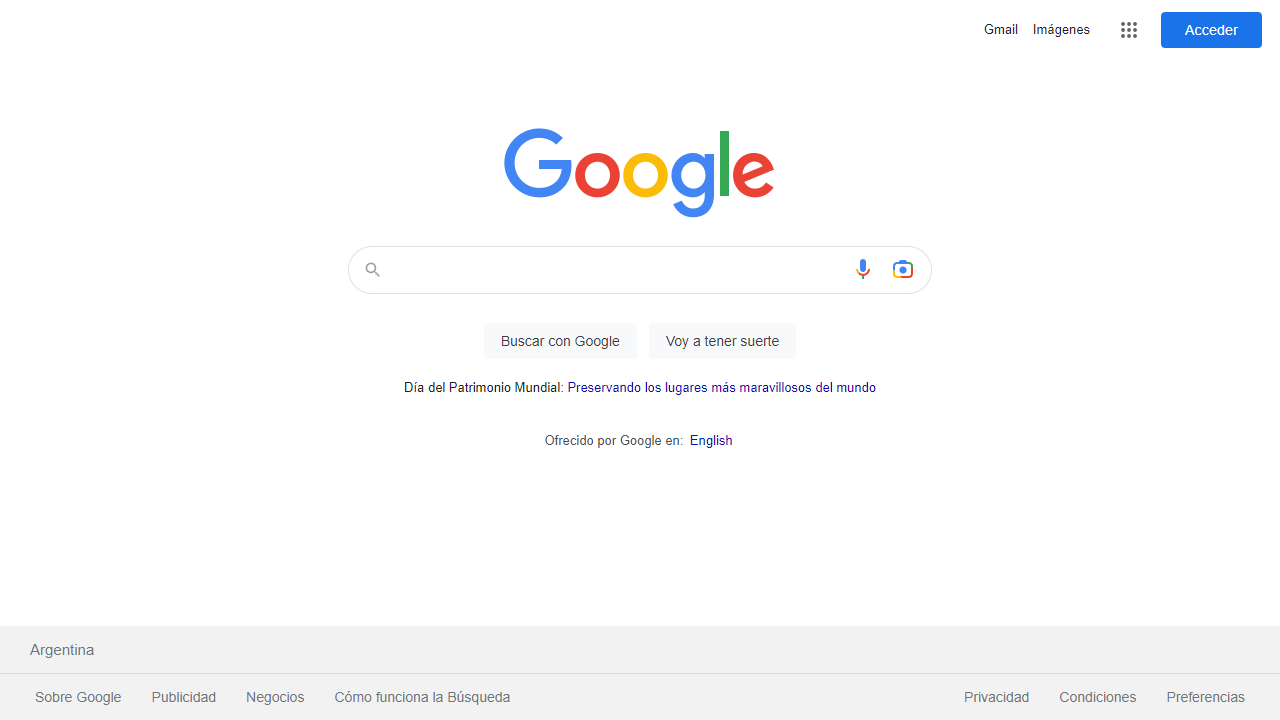 Gmail Imágenes Acceder
Google
Buscar con Google Voy a tener suerte
Día del Patrimonio Mundial: Preservando los lugares más maravillosos del mundo
Ofrecido por Google en: English
Argentina
Sobre Google Publicidad Negocios Cómo funciona la Búsqueda Privacidad Condiciones Preferencias